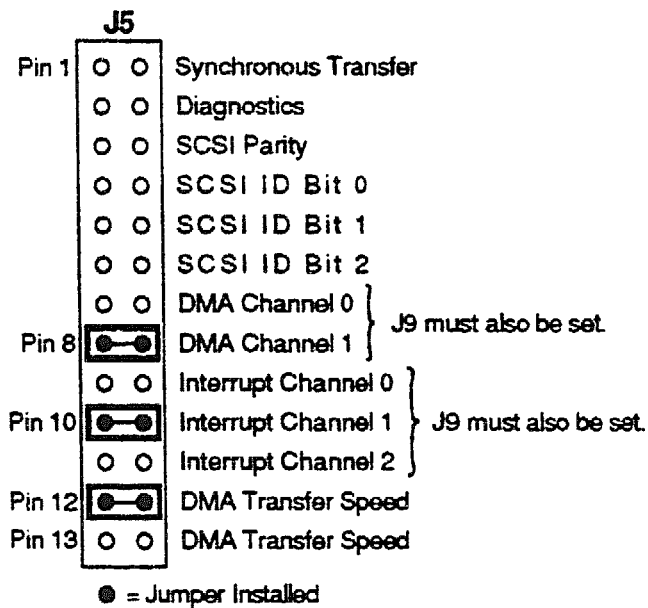 J5
Pin 1 Synchronous Transfer
Diagnostics
SCSI Parity
SCSI ID Bit 0
SCSI ID Bit 1
SCSI ID Bit 2
DMA Channel 0
J9 must also be set.
Pin 8 DMA Channel 1
Interrupt Channel 0
Pin 10 Interrupt Channel 1 J9 must also be set.
Interrupt Channel 2
Pin 12 DMA Transfer Speed
Pin 13 DMA Transfer Speed
= Jumper Installed